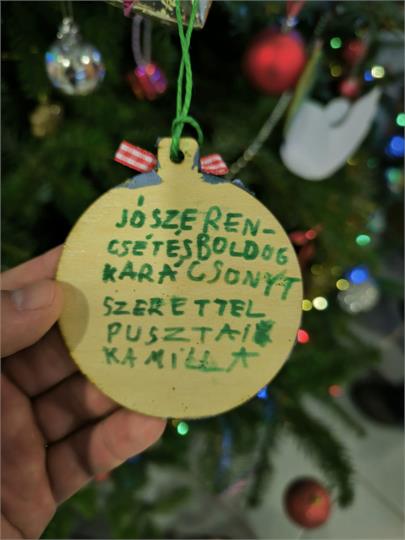 JÓSZEREN-
CSÉTÉSBOLDOG
KARÁCSONYT
SZERETTEL
PUSZTAI
KAMILLA